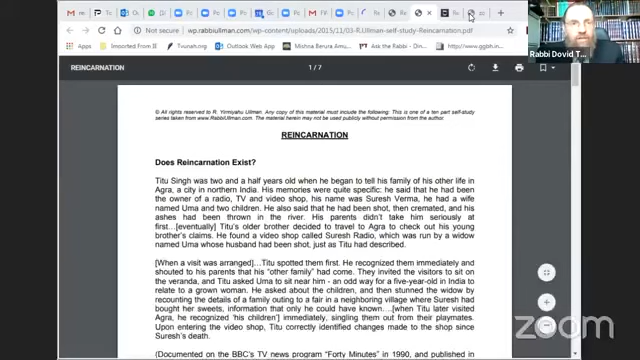 Not secure
wp.rabbiullman.com/wp-content/uploads/2015/11/03-R.Ullman-self-study-Reincarnation.pdf
Outlook Web App
Mishna Berura Amud...
Ask the Rabbi - Din...
http://www.ggbh.in...
Rabbi Dovid T...
REINCARNATION
1 / 7
© All rights reserved to R. Yirmiyahu Ullman. Any copy of this material must include the following: This is one of a ten part self-study
series taken from www.RabbiUllman.com. The material herein may not be used publicly without permission from the author.
REINCARNATION
Does Reincarnation Exist?
Titu Singh was two and a half years old when he began to tell his family of his other life in
Agra, a city in northern India. His memories were quite specific; he said that he had been
the owner of a radio, TV and video shop, his name was Suresh Verma, he had a wife
named Uma and two children. He also said that he had been shot, then cremated, and
his ashes had been thrown in the river. His parents didn't take him seriously at
first…[eventually] Titu's older brother decided to travel to Agra to check out his young
brother's claims. He found a video shop called Suresh Radio, which was run by a widow
named Uma whose husband had been shot, just as Titu had described.
[When a visit was arranged]…Titu spotted them first. He recognized them immediately and
shouted to his parents that his "other family" had come. They invited the visitors to sit on
the veranda, and Titu asked Uma to sit near him - an odd way for a five-year-old in India to
relate to a grown woman. He asked about the children, and then stunned the widow by
recounting the details of a family outing to a fair in a neighboring village where Suresh had
bought her sweets, information that only he could have known…[when Titu later visited
Agra, he recognized 'his children'] immediately, singling them out from their playmates.
Upon entering the video shop, Titu correctly identified changes made to the shop since
Suresh's death.
(Documented on the BBC's TV news program "Forty Minutes" in 1990, and published in
zoom